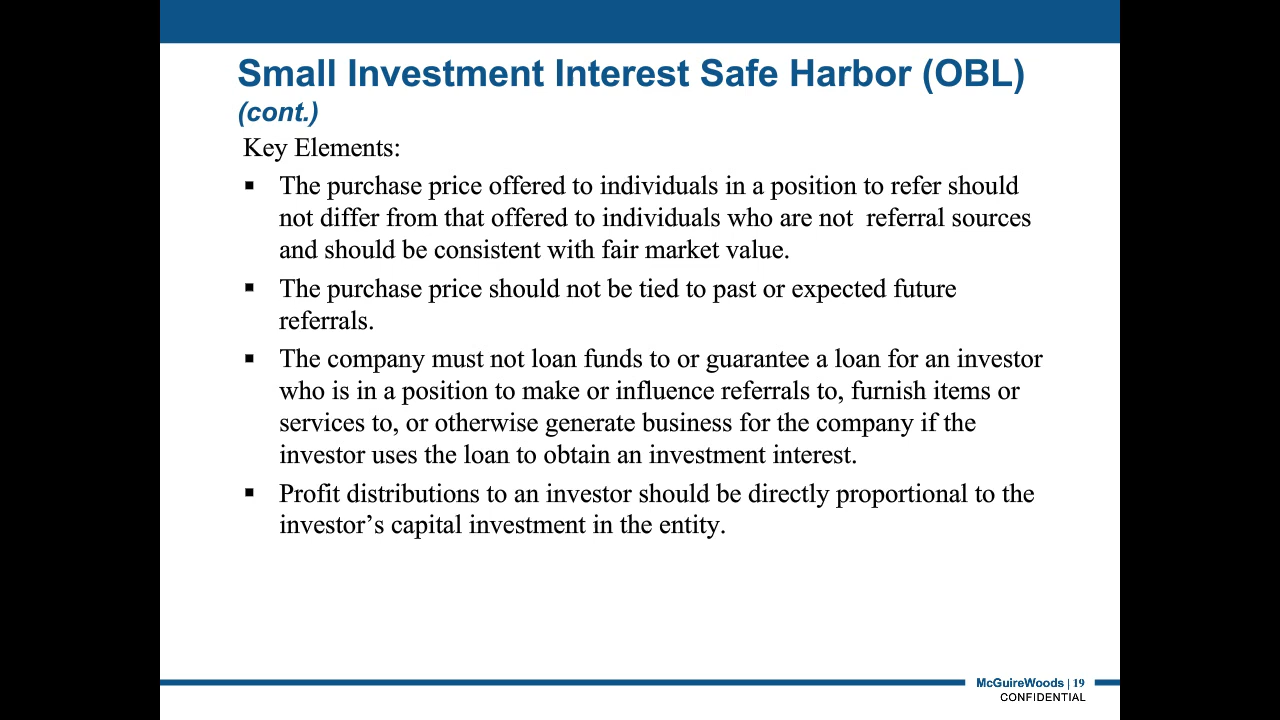 Small Investment Interest Safe Harbor (OBL)
(cont.)
Key Elements:
▪ The purchase price offered to individuals in a position to refer should
not differ from that offered to individuals who are not  referral sources
and should be consistent with fair market value.
▪ The purchase price should not be tied to past or expected future
referrals.
▪ The company must not loan funds to or guarantee a loan for an investor
who is in a position to make or influence referrals to, furnish items or
services to, or otherwise generate business for the company if the
investor uses the loan to obtain an investment interest.
▪ Profit distributions to an investor should be directly proportional to the
investor’s capital investment in the entity.
McGuireWoods | 19
CONFIDENTIAL